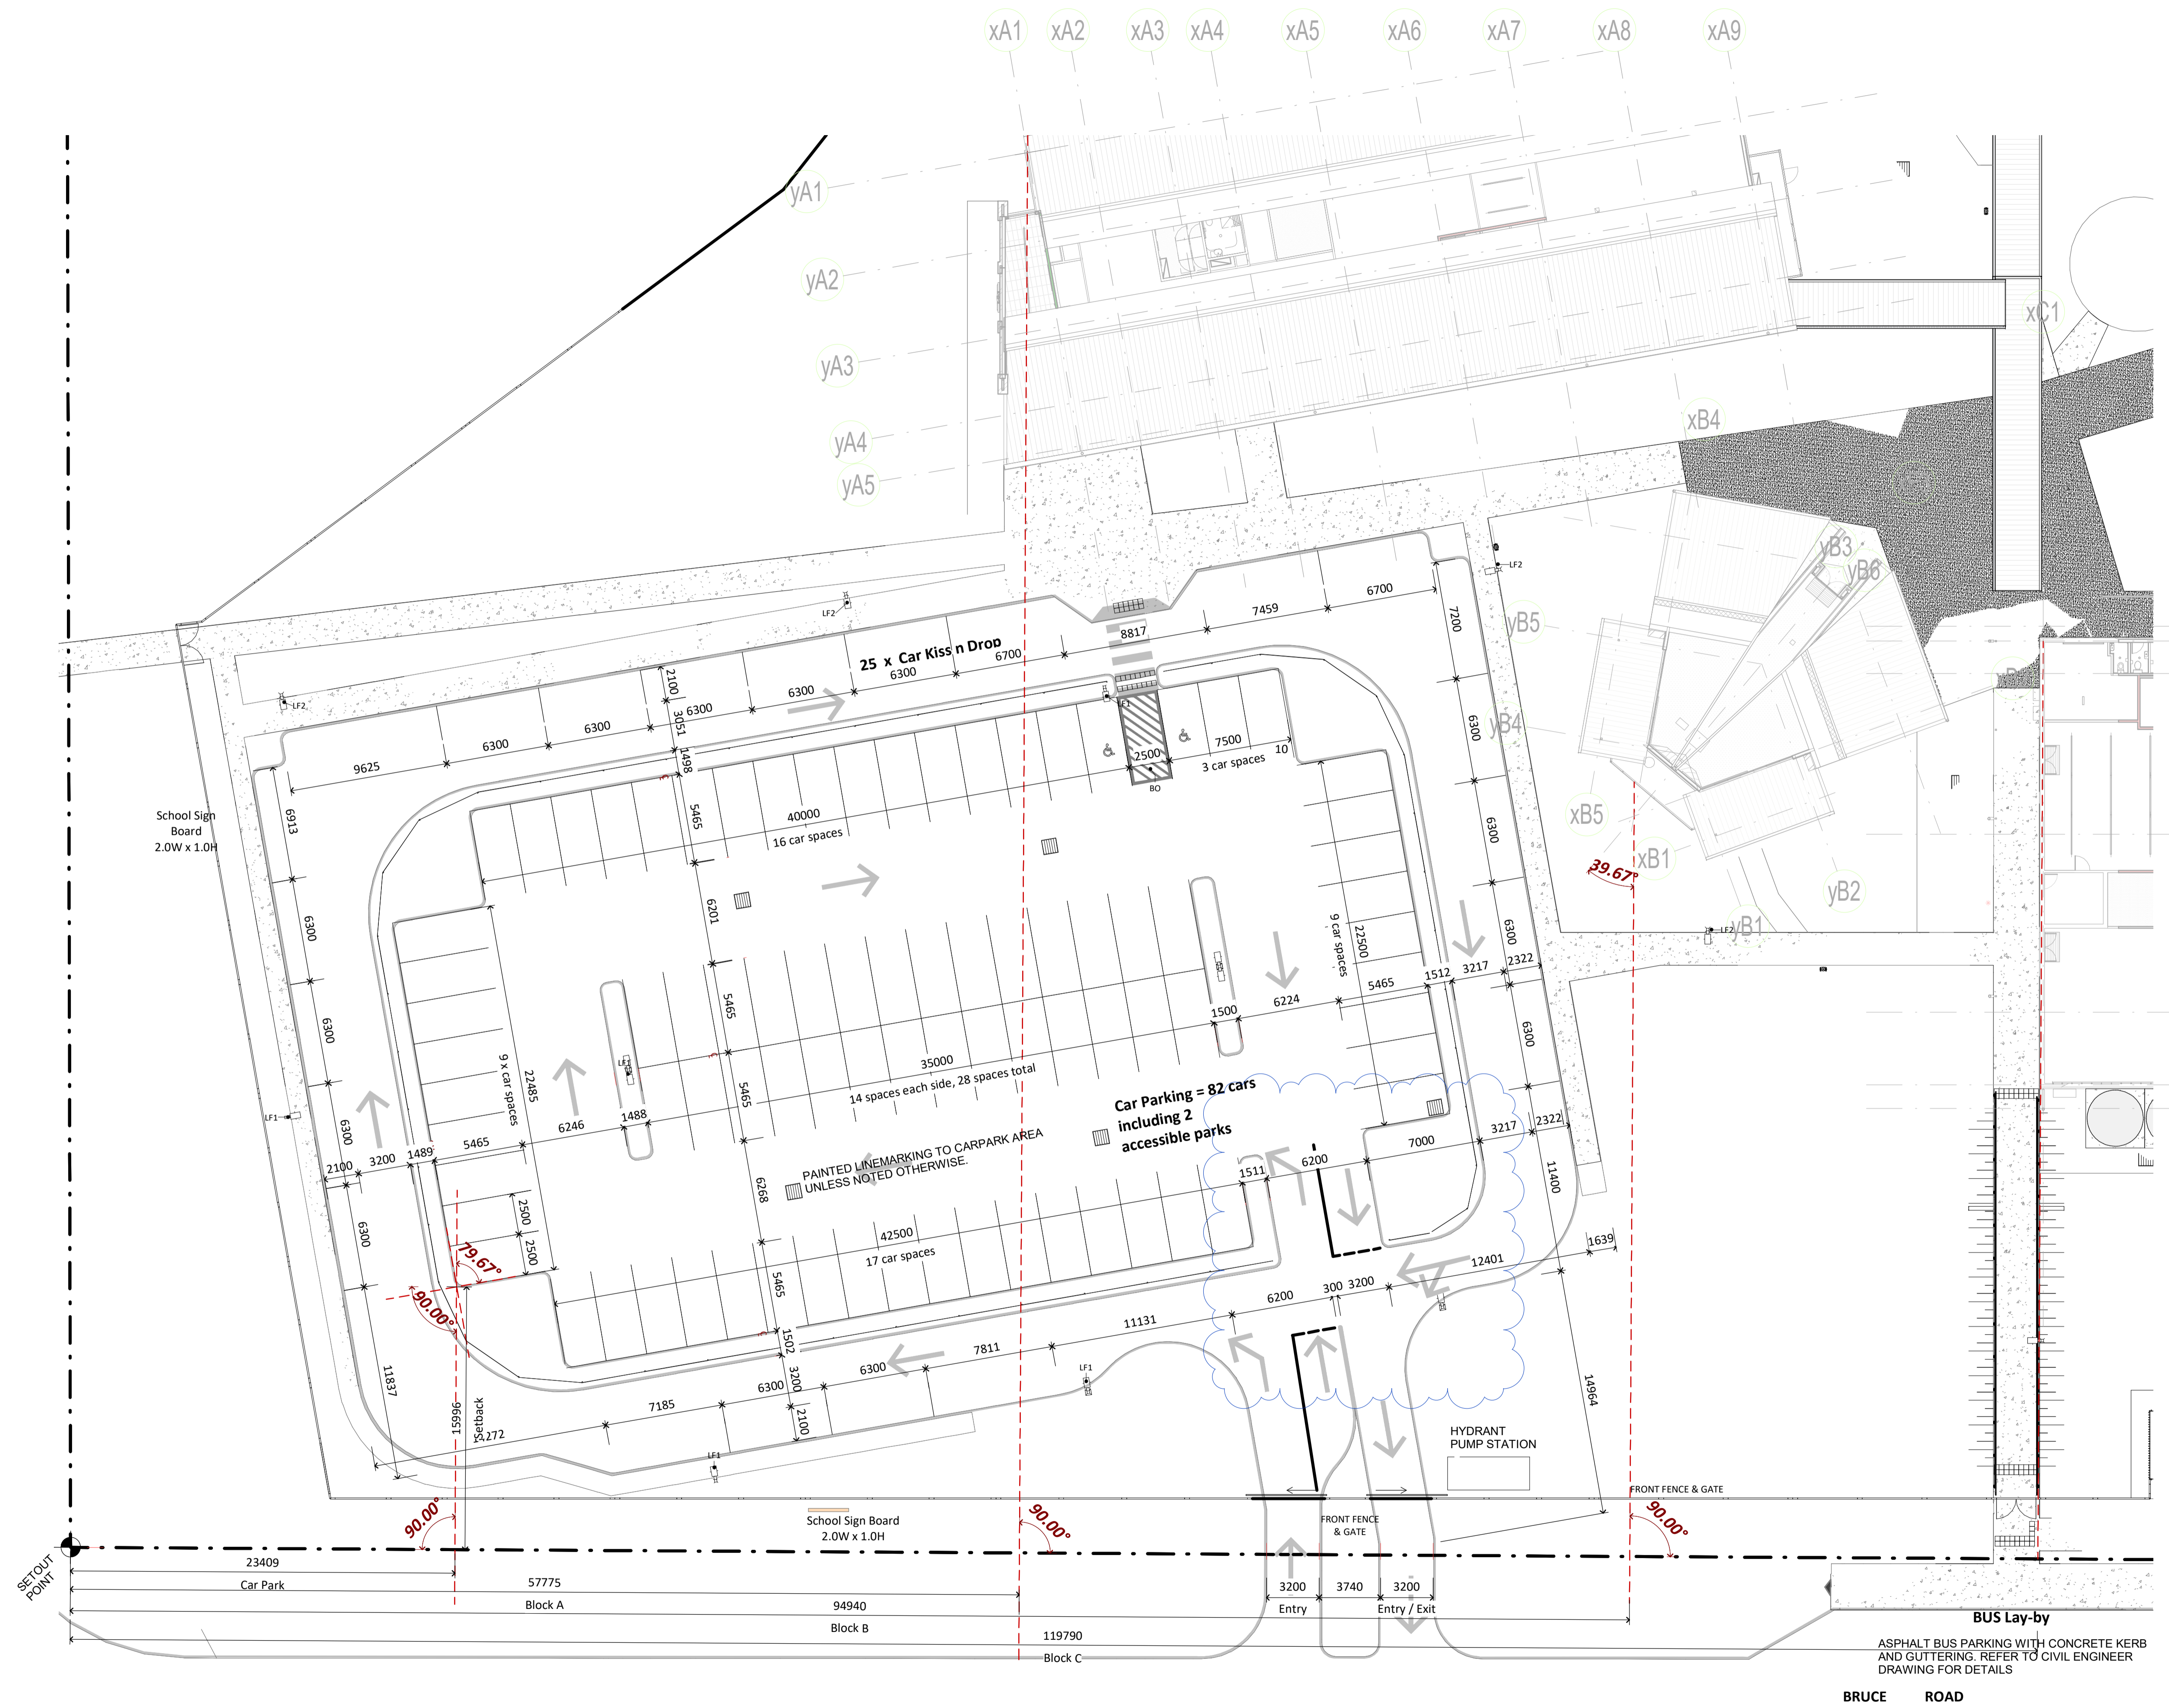 xA1
xA2
xA3
xA4
xA5
xA6
xA7
xA8
xA9
yA1
yA2
yA3
yA4
yA5
xC1
xB4
yB3
yB6
yB5
yB4
xB5
xB1
yB2
yB1
39.67°
LF2
LF2
LF2
LF2
25 x Car Kiss n Drop
9625
6300
6300
6300
6300
6300
6700
8817
7459
6700
2100
3051
1498
5465
6201
5465
5465
6268
5465
1502
3200
2100
7200
6300
6300
6300
6300
11400
14964
School Sign
Board
2.0W x 1.0H
6913
6300
6300
6300
6300
11837
LF1
2500
BO
7500
10
3 car spaces
40000
16 car spaces
22500
9 car spaces
22485
9 x car spaces
LF1
LF1
2100
3200
1489
5465
6246
1488
35000
14 spaces each side, 28 spaces total
1500
6224
5465
1512
3217
2322
Car Parking = 82 cars
including 2
accessible parks
PAINTED LINEMARKING TO CARPARK AREA
UNLESS NOTED OTHERWISE.
1511
6200
7000
3217
2322
2500
2500
42500
17 car spaces
79.67°
90.00°
15996
Setback
7185
6300
6300
7811
11131
6200
300
3200
12401
1639
LF1
LF1
HYDRANT
PUMP STATION
FRONT FENCE & GATE
FRONT FENCE
& GATE
School Sign Board
2.0W x 1.0H
90.00°
90.00°
90.00°
SETOUT
POINT
23409
Car Park
57775
Block A
94940
Block B
119790
Block C
3200
Entry
3740
3200
Entry / Exit
BUS Lay-by
ASPHALT BUS PARKING WITH CONCRETE KERB
AND GUTTERING. REFER TO CIVIL ENGINEER
DRAWING FOR DETAILS
BRUCE ROAD